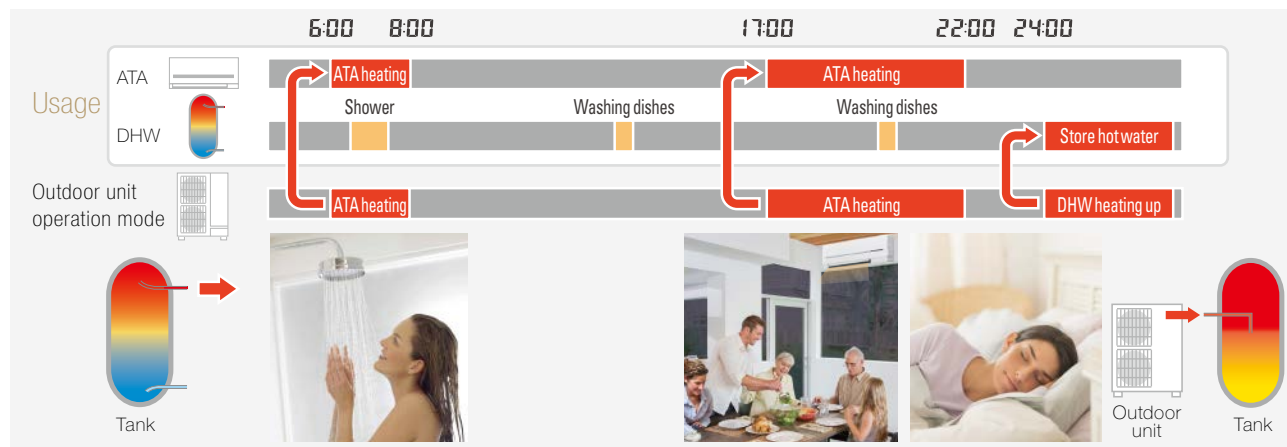 6:00 8:00 17:00 22:00 24:00
Usage
ATA
ATA heating ATA heating
Shower Washing dishes Washing dishes
DHW
Store hot water
Outdoor unit
operation mode
ATA heating ATA heating DHW heating up
Tank
Outdoor
unit
Tank